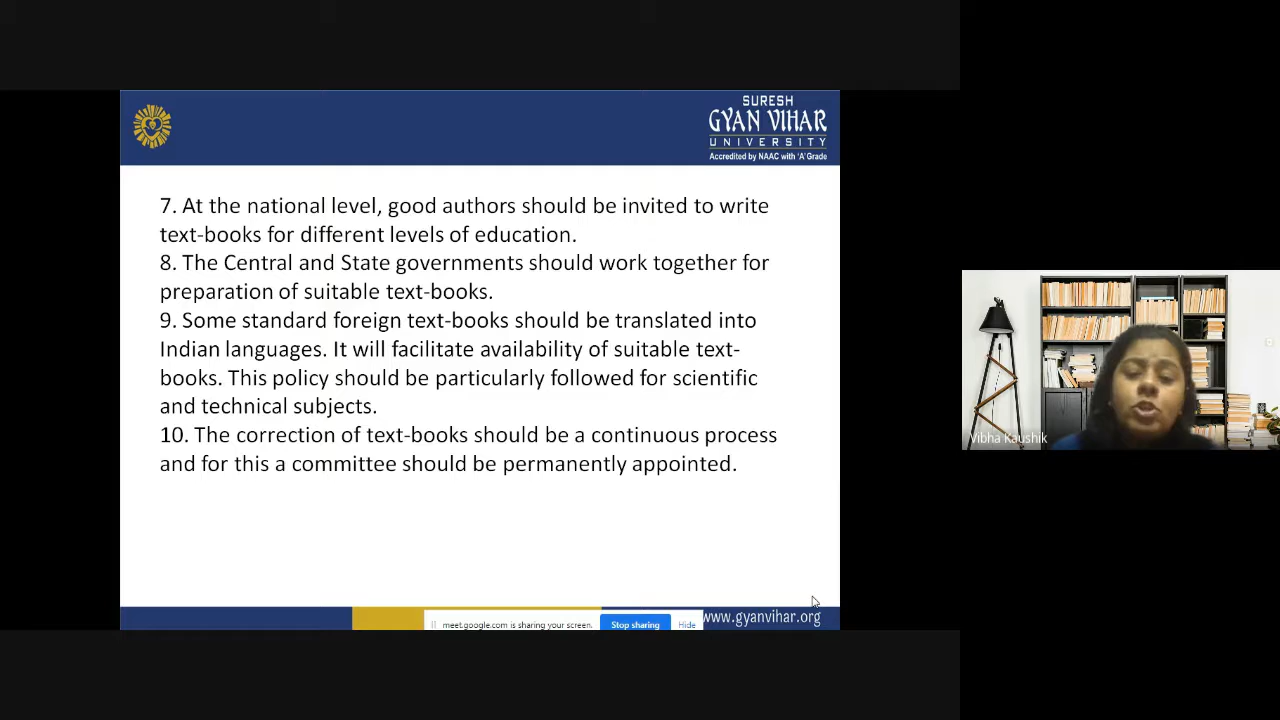 SURESH
GYAN VIHAR
UNIVERSITY
Accredited by NAAC with 'A' Grade
7. At the national level, good authors should be invited to write
text-books for different levels of education.
8. The Central and State governments should work together for
preparation of suitable text-books.
9. Some standard foreign text-books should be translated into
Indian languages. It will facilitate availability of suitable text-
books. This policy should be particularly followed for scientific
and technical subjects.
10. The correction of text-books should be a continuous process
and for this a committee should be permanently appointed.
Vibha Kaushik
meet.google.com is sharing your screen.
Stop sharing
Hide
www.gyanvihar.org